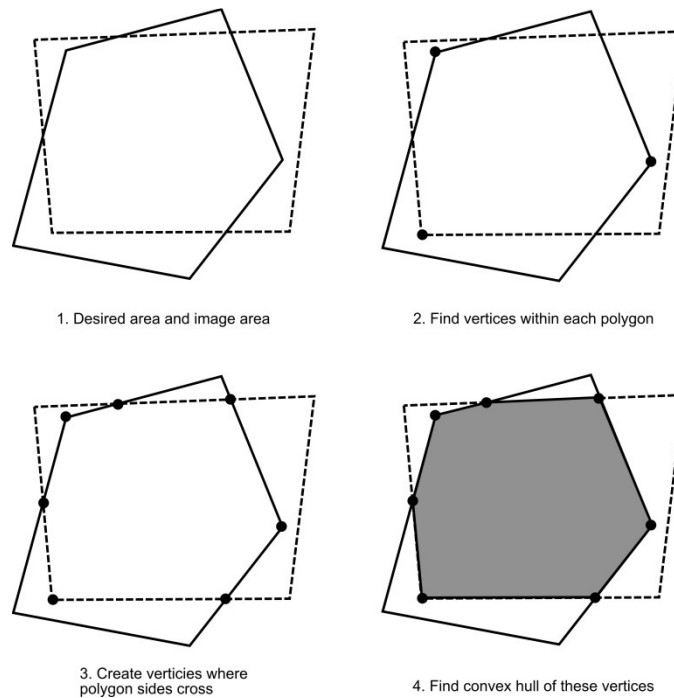 1. Desired area and image area
2. Find vertices within each polygon
3. Create verticies where
polygon sides cross
4. Find convex hull of these vertices